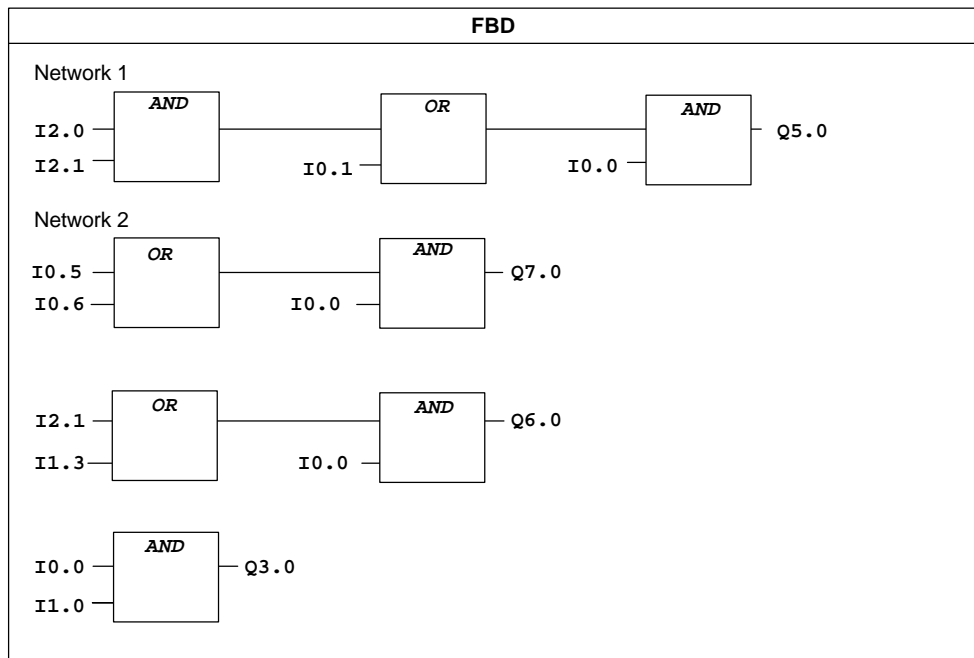 FBD
Network 1
AND OR AND
I2.0 Q5.0
I2.1 I0.1 I0.0
Network 2
OR AND
I0.5 Q7.0
I0.6 I0.0
OR AND
I2.1 Q6.0
I1.3 I0.0
AND
I0.0 Q3.0
I1.0